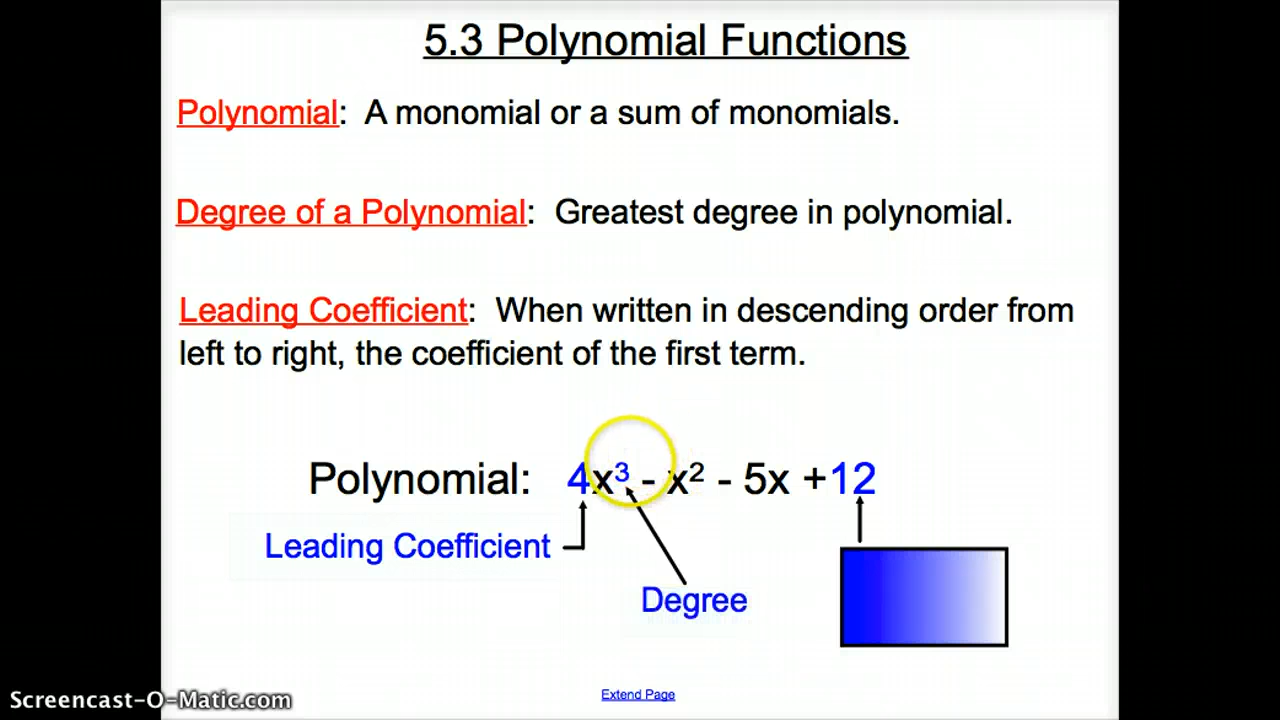 5.3 Polynomial Functions
Polynomial: A monomial or a sum of monomials.
Degree of a Polynomial: Greatest degree in polynomial.
Leading Coefficient: When written in descending order from
left to right, the coefficient of the first term.
Polynomial: 4x³ - x² - 5x +12
Leading Coefficient
Degree
Extend Page
Screencast-O-Matic.com